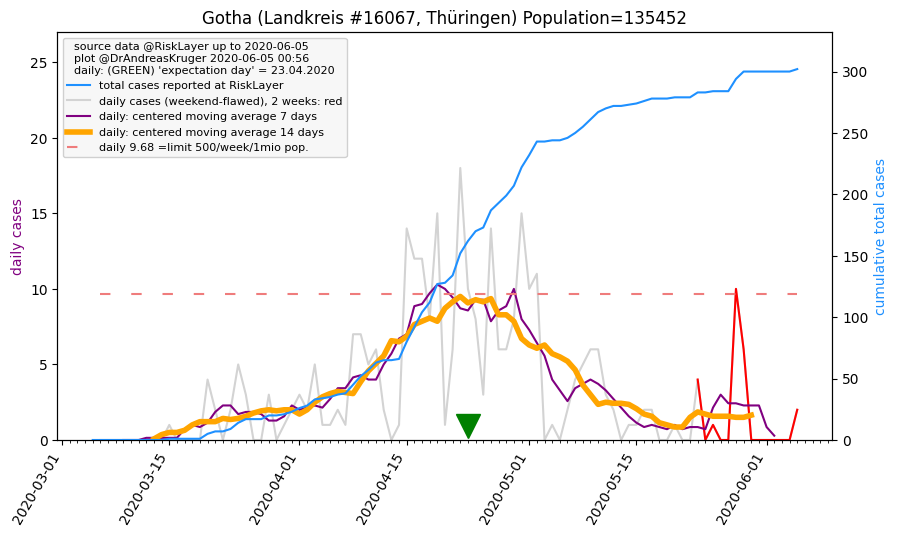 Gotha (Landkreis #16067, Thüringen) Population=135452
source data @RiskLayer up to 2020-06-05
plot @DrAndreasKruger 2020-06-05 00:56
daily: (GREEN) 'expectation day' = 23.04.2020
total cases reported at RiskLayer
daily cases (weekend-flawed), 2 weeks: red
daily: centered moving average 7 days
daily: centered moving average 14 days
daily 9.68 =limit 500/week/1mio pop.
daily cases
25
20
15
10
5
0
cumulative total cases
300
250
200
150
100
50
0
2020-03-01
2020-03-15
2020-04-01
2020-04-15
2020-05-01
2020-05-15
2020-06-01